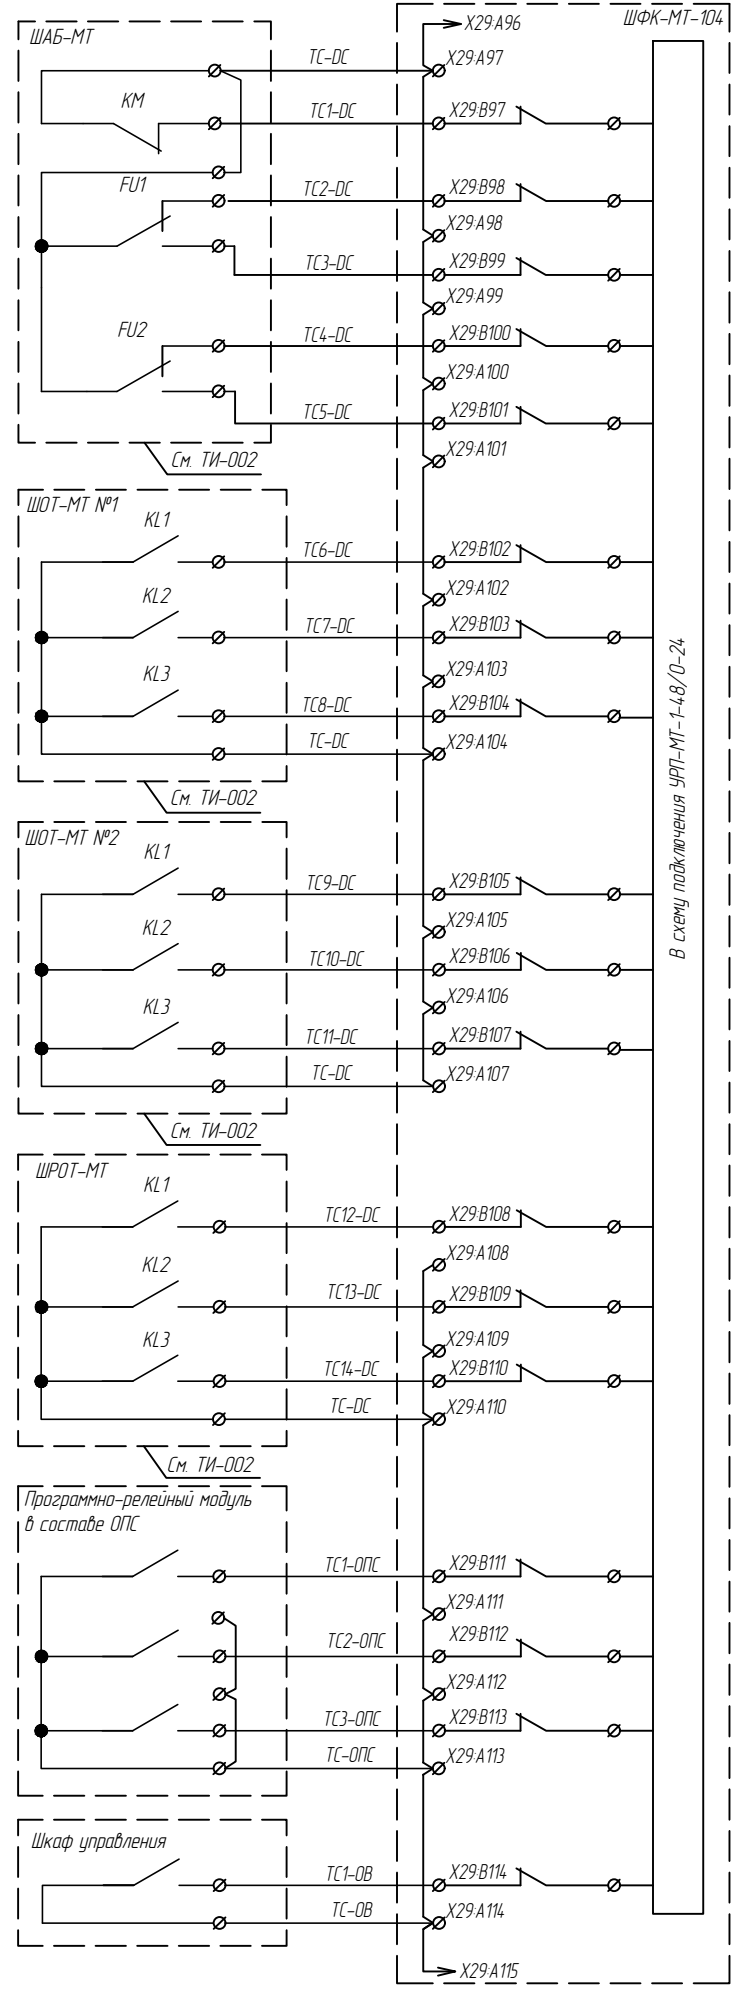 ШФК-МТ-104
X29:A96
ШАБ-МТ
TC-DC
X29:A97
KM
TC1-DC
X29:B97
FU1
TC2-DC
X29:B98
X29:A98
TC3-DC
X29:B99
X29:A99
FU2
TC4-DC
X29:B100
X29:A100
TC5-DC
X29:B101
X29:A101
См. ТИ-002
ШОТ-МТ №1
KL1
TC6-DC
X29:B102
X29:A102
KL2
TC7-DC
X29:B103
X29:A103
KL3
TC8-DC
X29:B104
TC-DC
X29:A104
См. ТИ-002
В схему подключения УРП-МТ-1-48/0-24
ШОТ-МТ №2
KL1
TC9-DC
X29:B105
X29:A105
KL2
TC10-DC
X29:B106
X29:A106
KL3
TC11-DC
X29:B107
TC-DC
X29:A107
См. ТИ-002
ШРОТ-МТ
KL1
TC12-DC
X29:B108
X29:A108
KL2
TC13-DC
X29:B109
X29:A109
KL3
TC14-DC
X29:B110
TC-DC
X29:A110
См. ТИ-002
Программно-релейный модуль
в составе ОПС
ТС1-ОПС
X29:B111
X29:A111
ТС2-ОПС
X29:B112
X29:A112
ТС3-ОПС
X29:B113
ТС-ОПС
X29:A113
Шкаф управления
ТС1-ОВ
X29:B114
ТС-ОВ
X29:A114
X29:A115